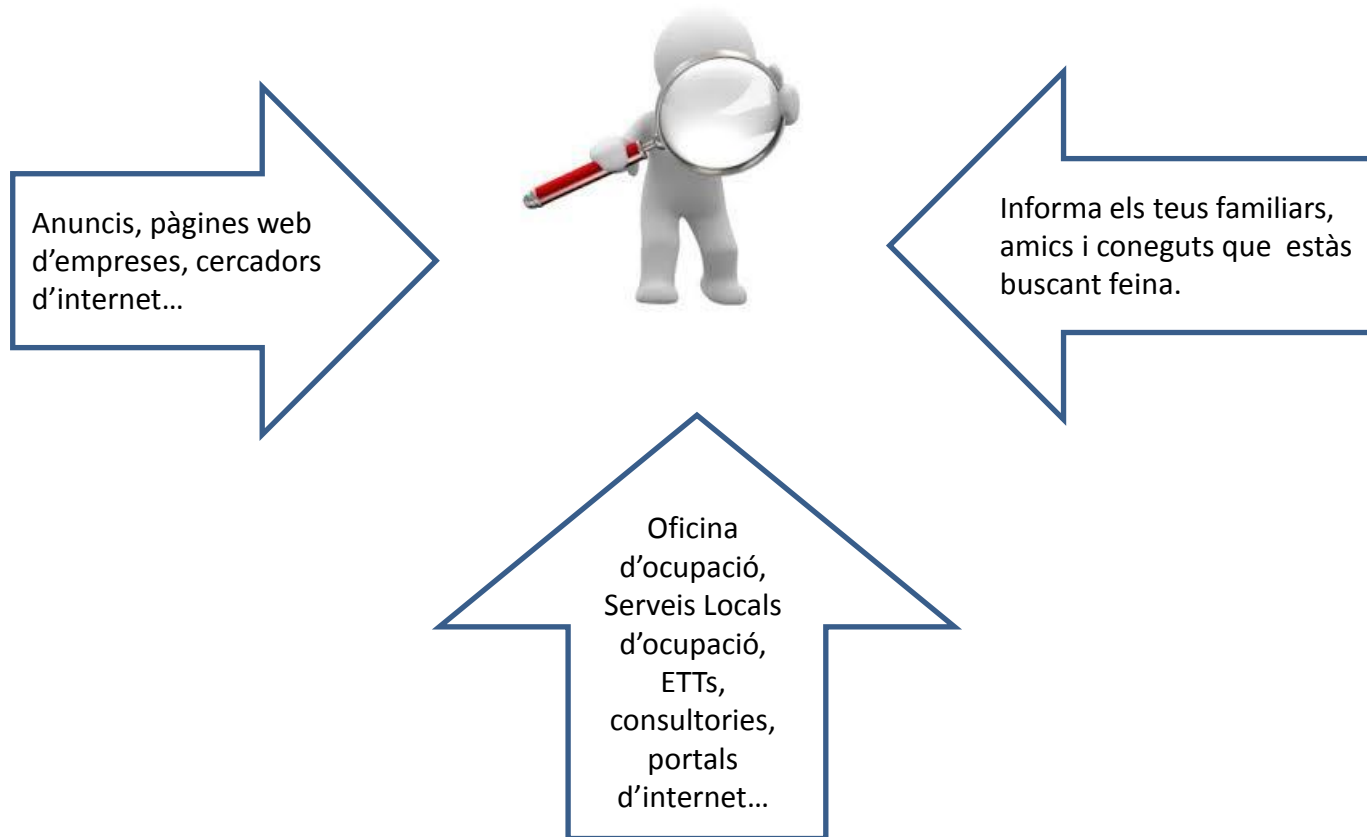 Anuncis, pàgines web
d’empreses, cercadors
d’internet…
Informa els teus familiars,
amics i coneguts que  estàs
buscant feina.
Oficina
d’ocupació,
Serveis Locals
d’ocupació,
ETTs,
consultories,
portals
d’internet…